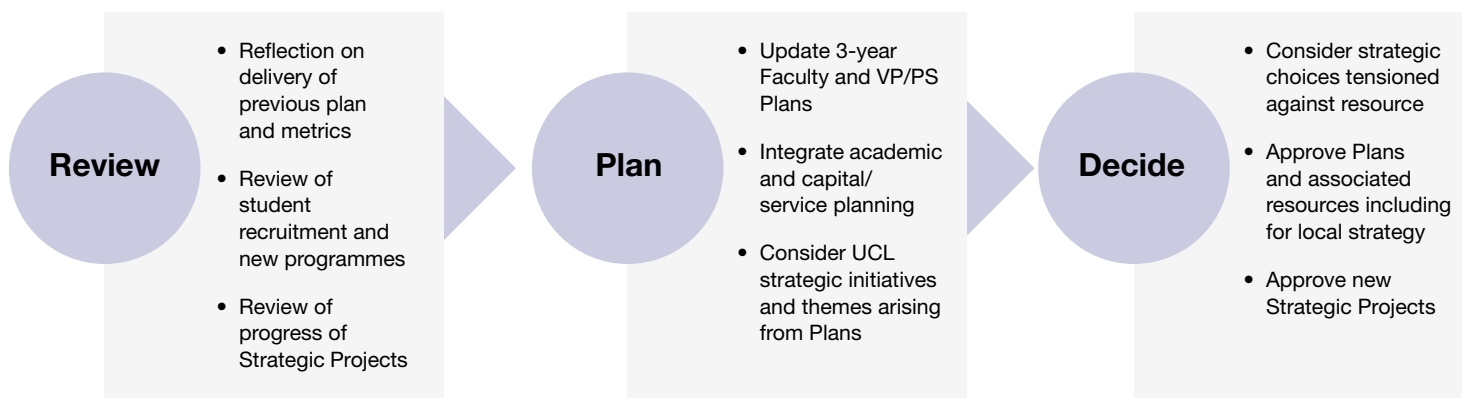 Review
• Reflection on
delivery of
previous plan
and metrics
• Review of
student
recruitment and
new programmes
• Review of
progress of
Strategic Projects
Plan
• Update 3-year
Faculty and VP/PS
Plans
• Integrate academic
and capital/
service planning
• Consider UCL
strategic initiatives
and themes arising
from Plans
Decide
• Consider strategic
choices tensioned
against resource
• Approve Plans
and associated
resources including
for local strategy
• Approve new
Strategic Projects